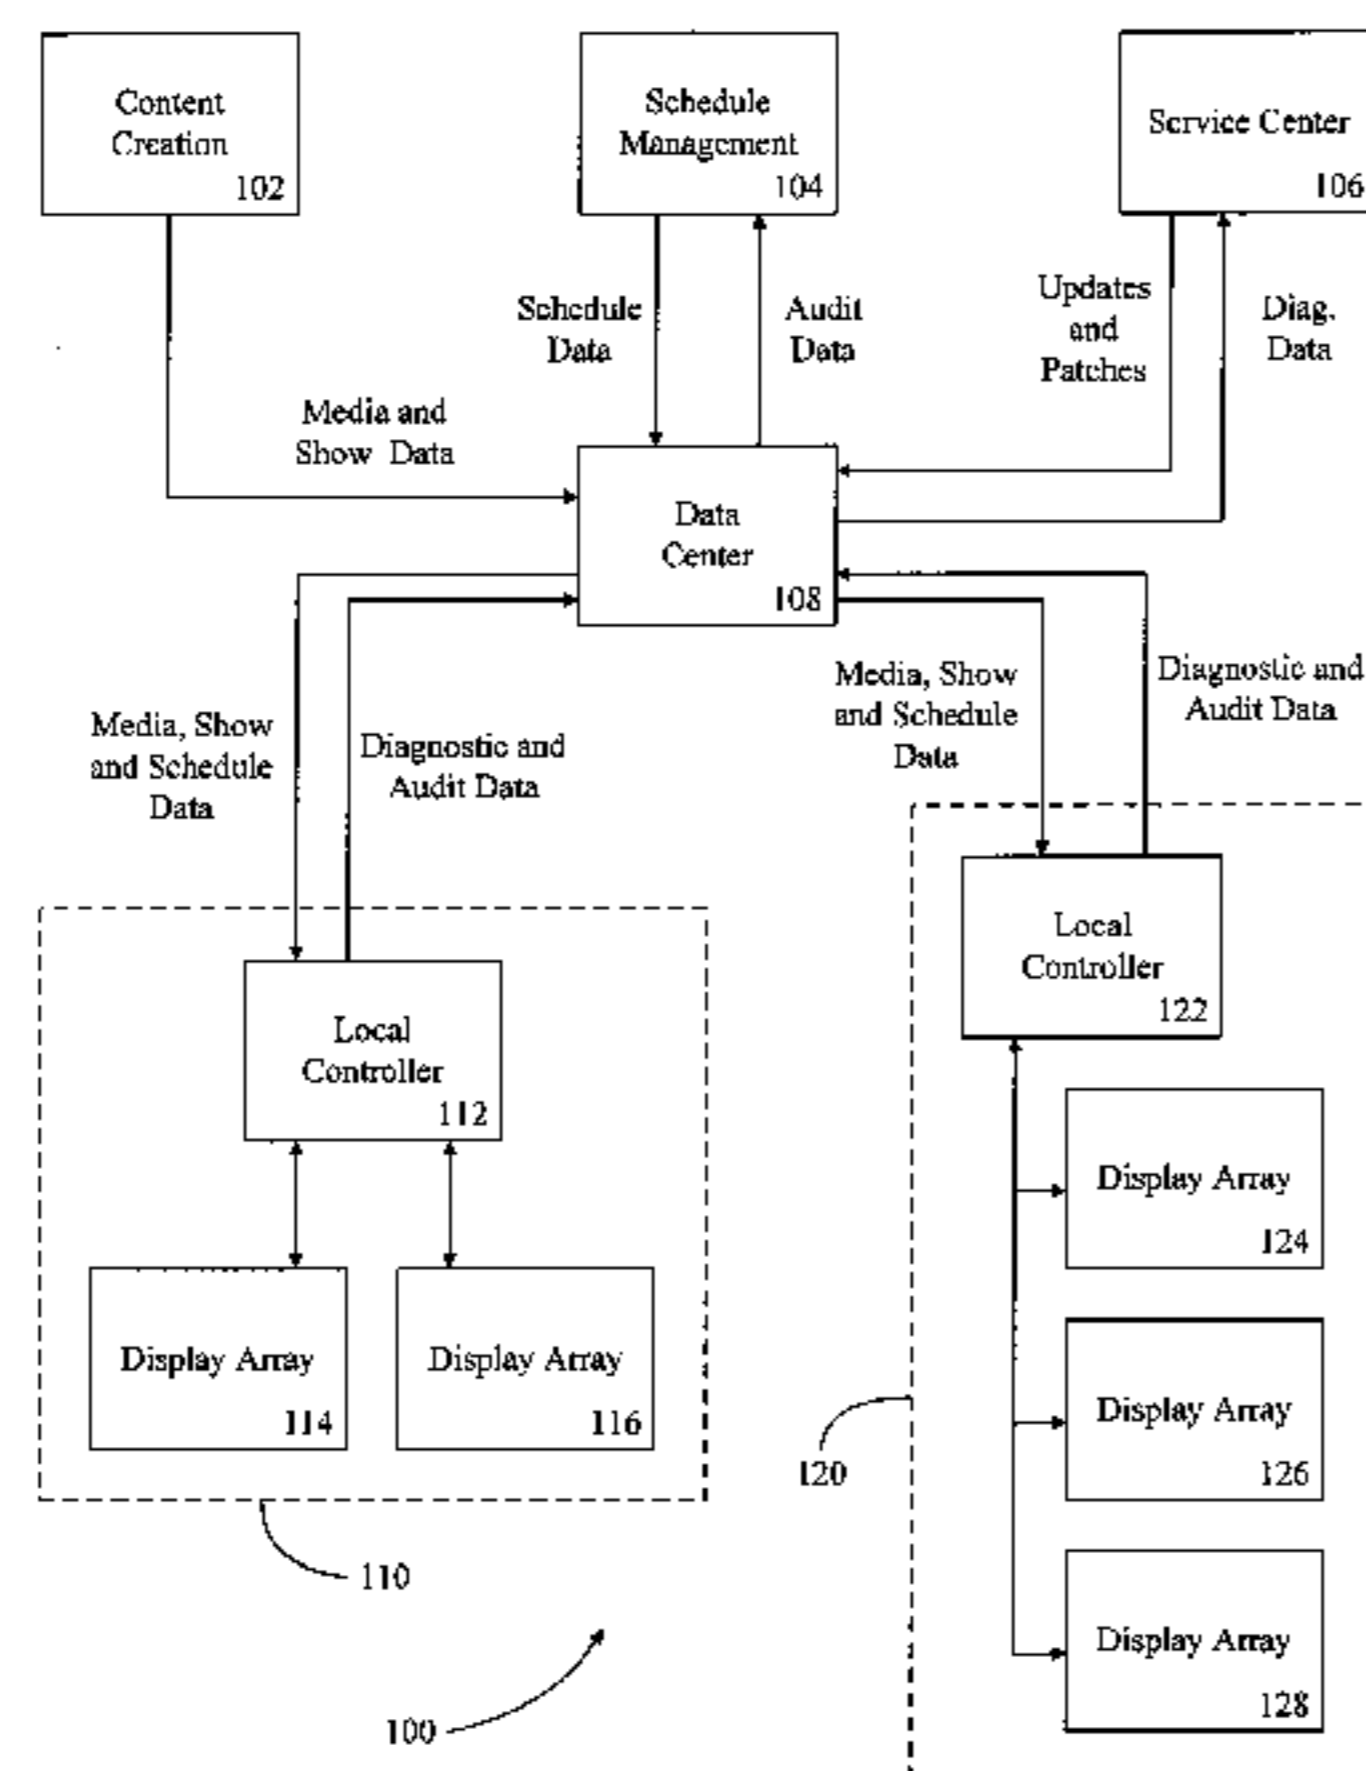 Content
Creation
102
Schedule
Management
104
Service Center
106
Schedule
Data
Audit
Data
Updates
and
Patches
Diag.
Data
Media and
Show Data
Data
Center
108
Media, Show
and Schedule
Data
Diagnostic and
Audit Data
Media, Show
and Schedule
Data
Diagnostic and
Audit Data
Local
Controller
112
Local
Controller
122
Display Array
114
Display Array
116
Display Array
124
Display Array
126
Display Array
128
120
110
100